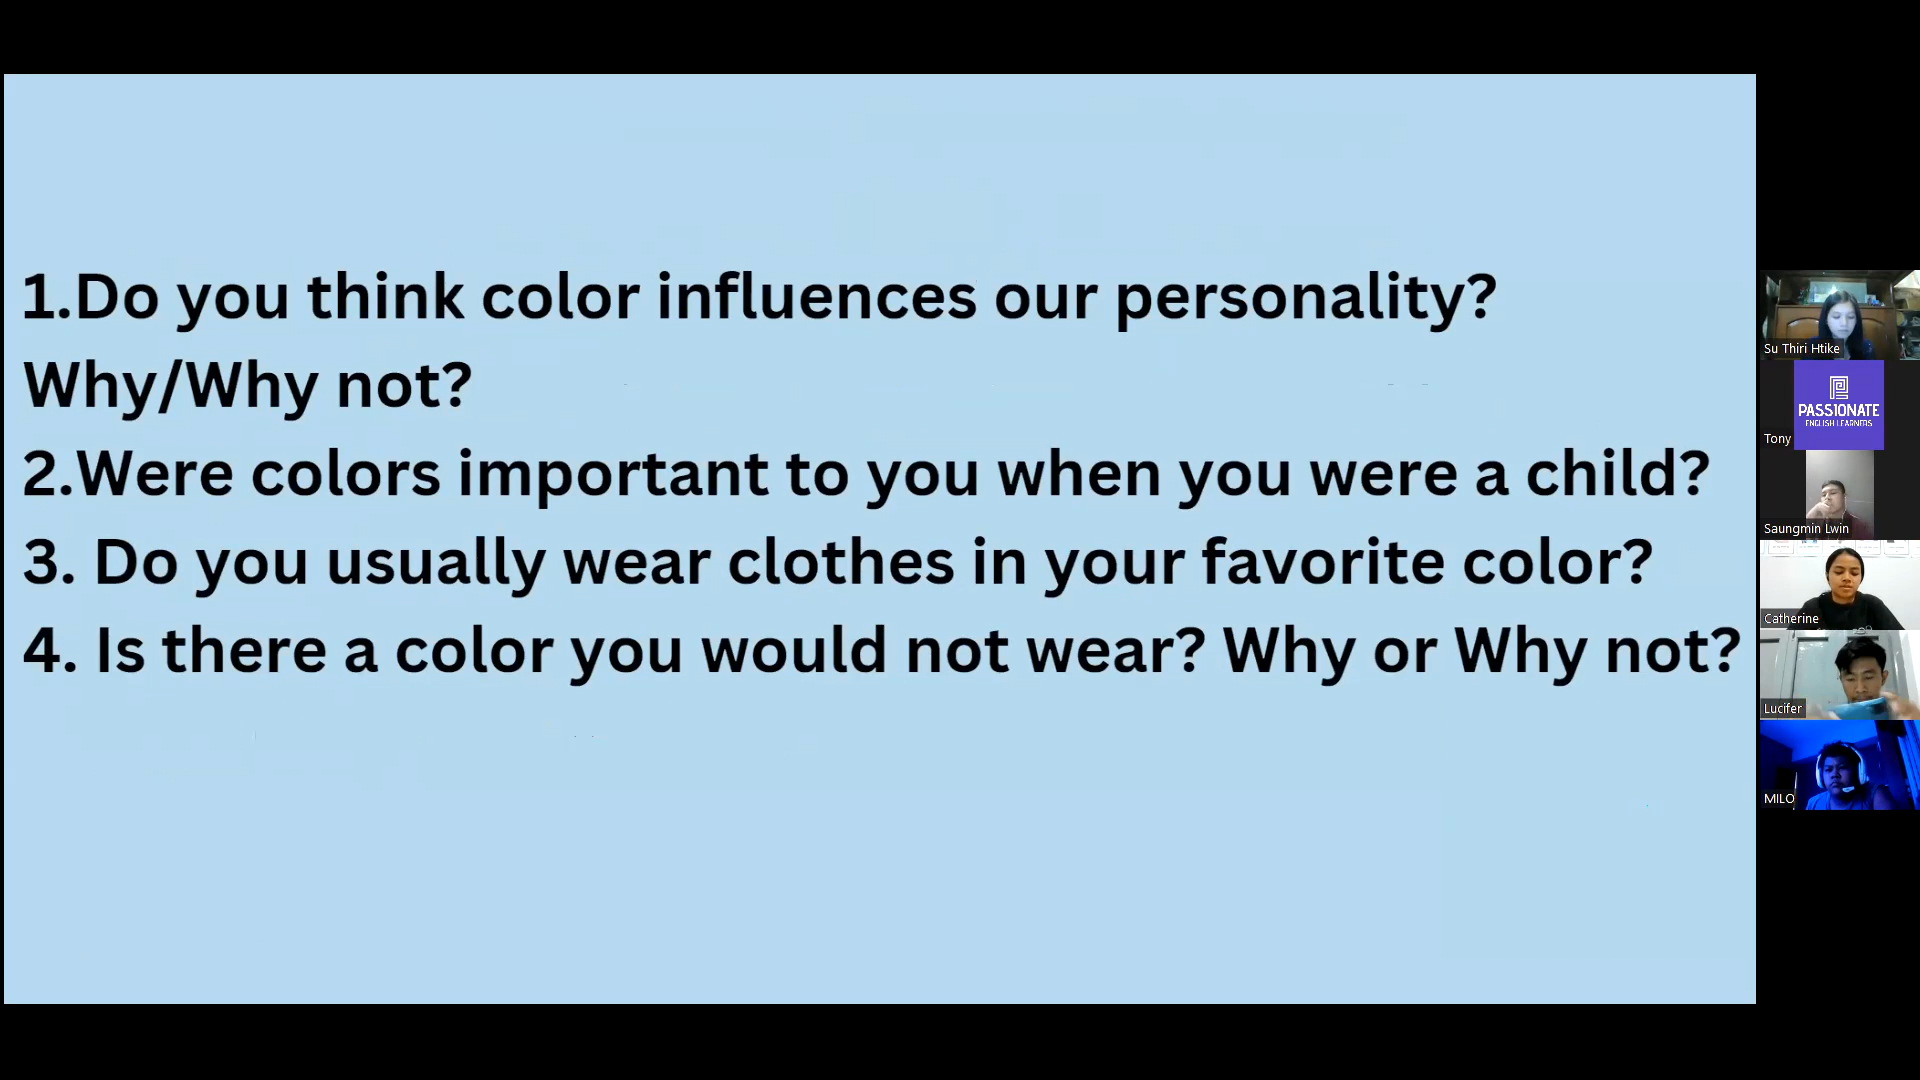 1.Do you think color influences our personality?
Why/Why not?
2.Were colors important to you when you were a child?
3. Do you usually wear clothes in your favorite color?
4. Is there a color you would not wear? Why or Why not?
Su Thiri Htike
PASSIONATE
ENGLISH LEARNERS
Tony
Saungmin Lwin
Catherine
Lucifer
MILO